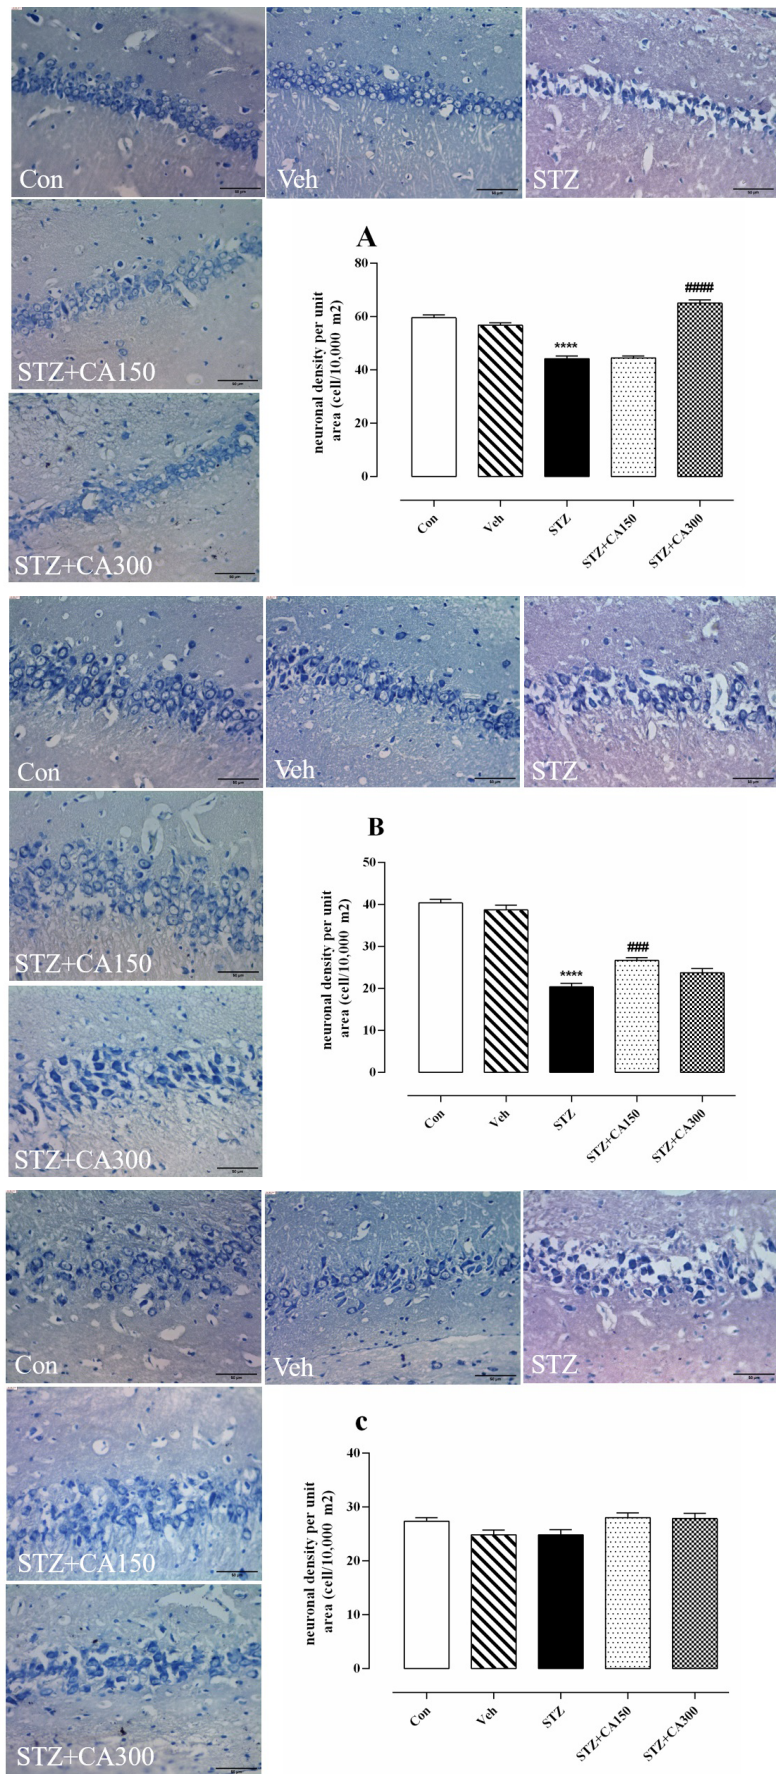 Con
Veh
STZ
STZ+CA150
STZ+CA300
A
neuronal density per unit
area (cell/10,000  m2)
80
60
40
20
0
****
####
Con
Veh
STZ
STZ+CA150
STZ+CA300
Con
Veh
STZ
STZ+CA150
STZ+CA300
B
neuronal density per unit
area (cell/10,000  m2)
50
40
30
20
10
0
****
###
Con
Veh
STZ
STZ+CA150
STZ+CA300
Con
Veh
STZ
STZ+CA150
STZ+CA300
c
neuronal density per unit
area (cell/10,000  m2)
40
30
20
10
0
Con
Veh
STZ
STZ+CA150
STZ+CA300